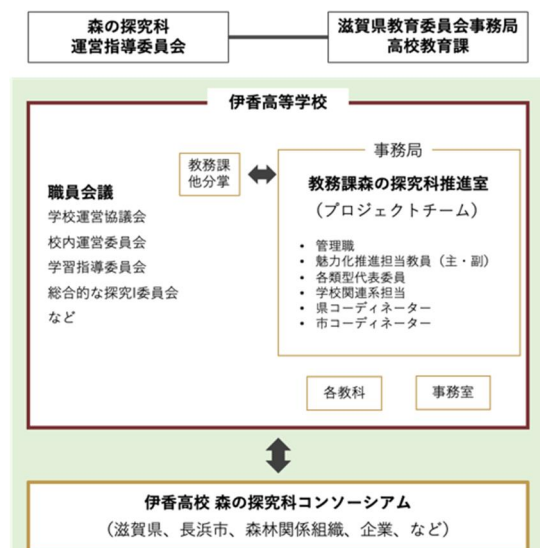 森の探究科
運営指導委員会
滋賀県教育委員会事務局
高校教育課
伊香高等学校
職員会議
学校運営協議会
校内運営委員会
学習指導委員会
総合的な探究I委員会
など
教務課
他分掌
事務局
教務課森の探究科推進室
（プロジェクトチーム）
• 管理職
• 魅力化推進担当教員（主・副）
• 各類型代表委員
• 学校関連系担当
• 県コーディネーター
• 市コーディネーター
各教科
事務室
伊香高校 森の探究科コンソーシアム
（滋賀県、長浜市、森林関係組織、企業、など）